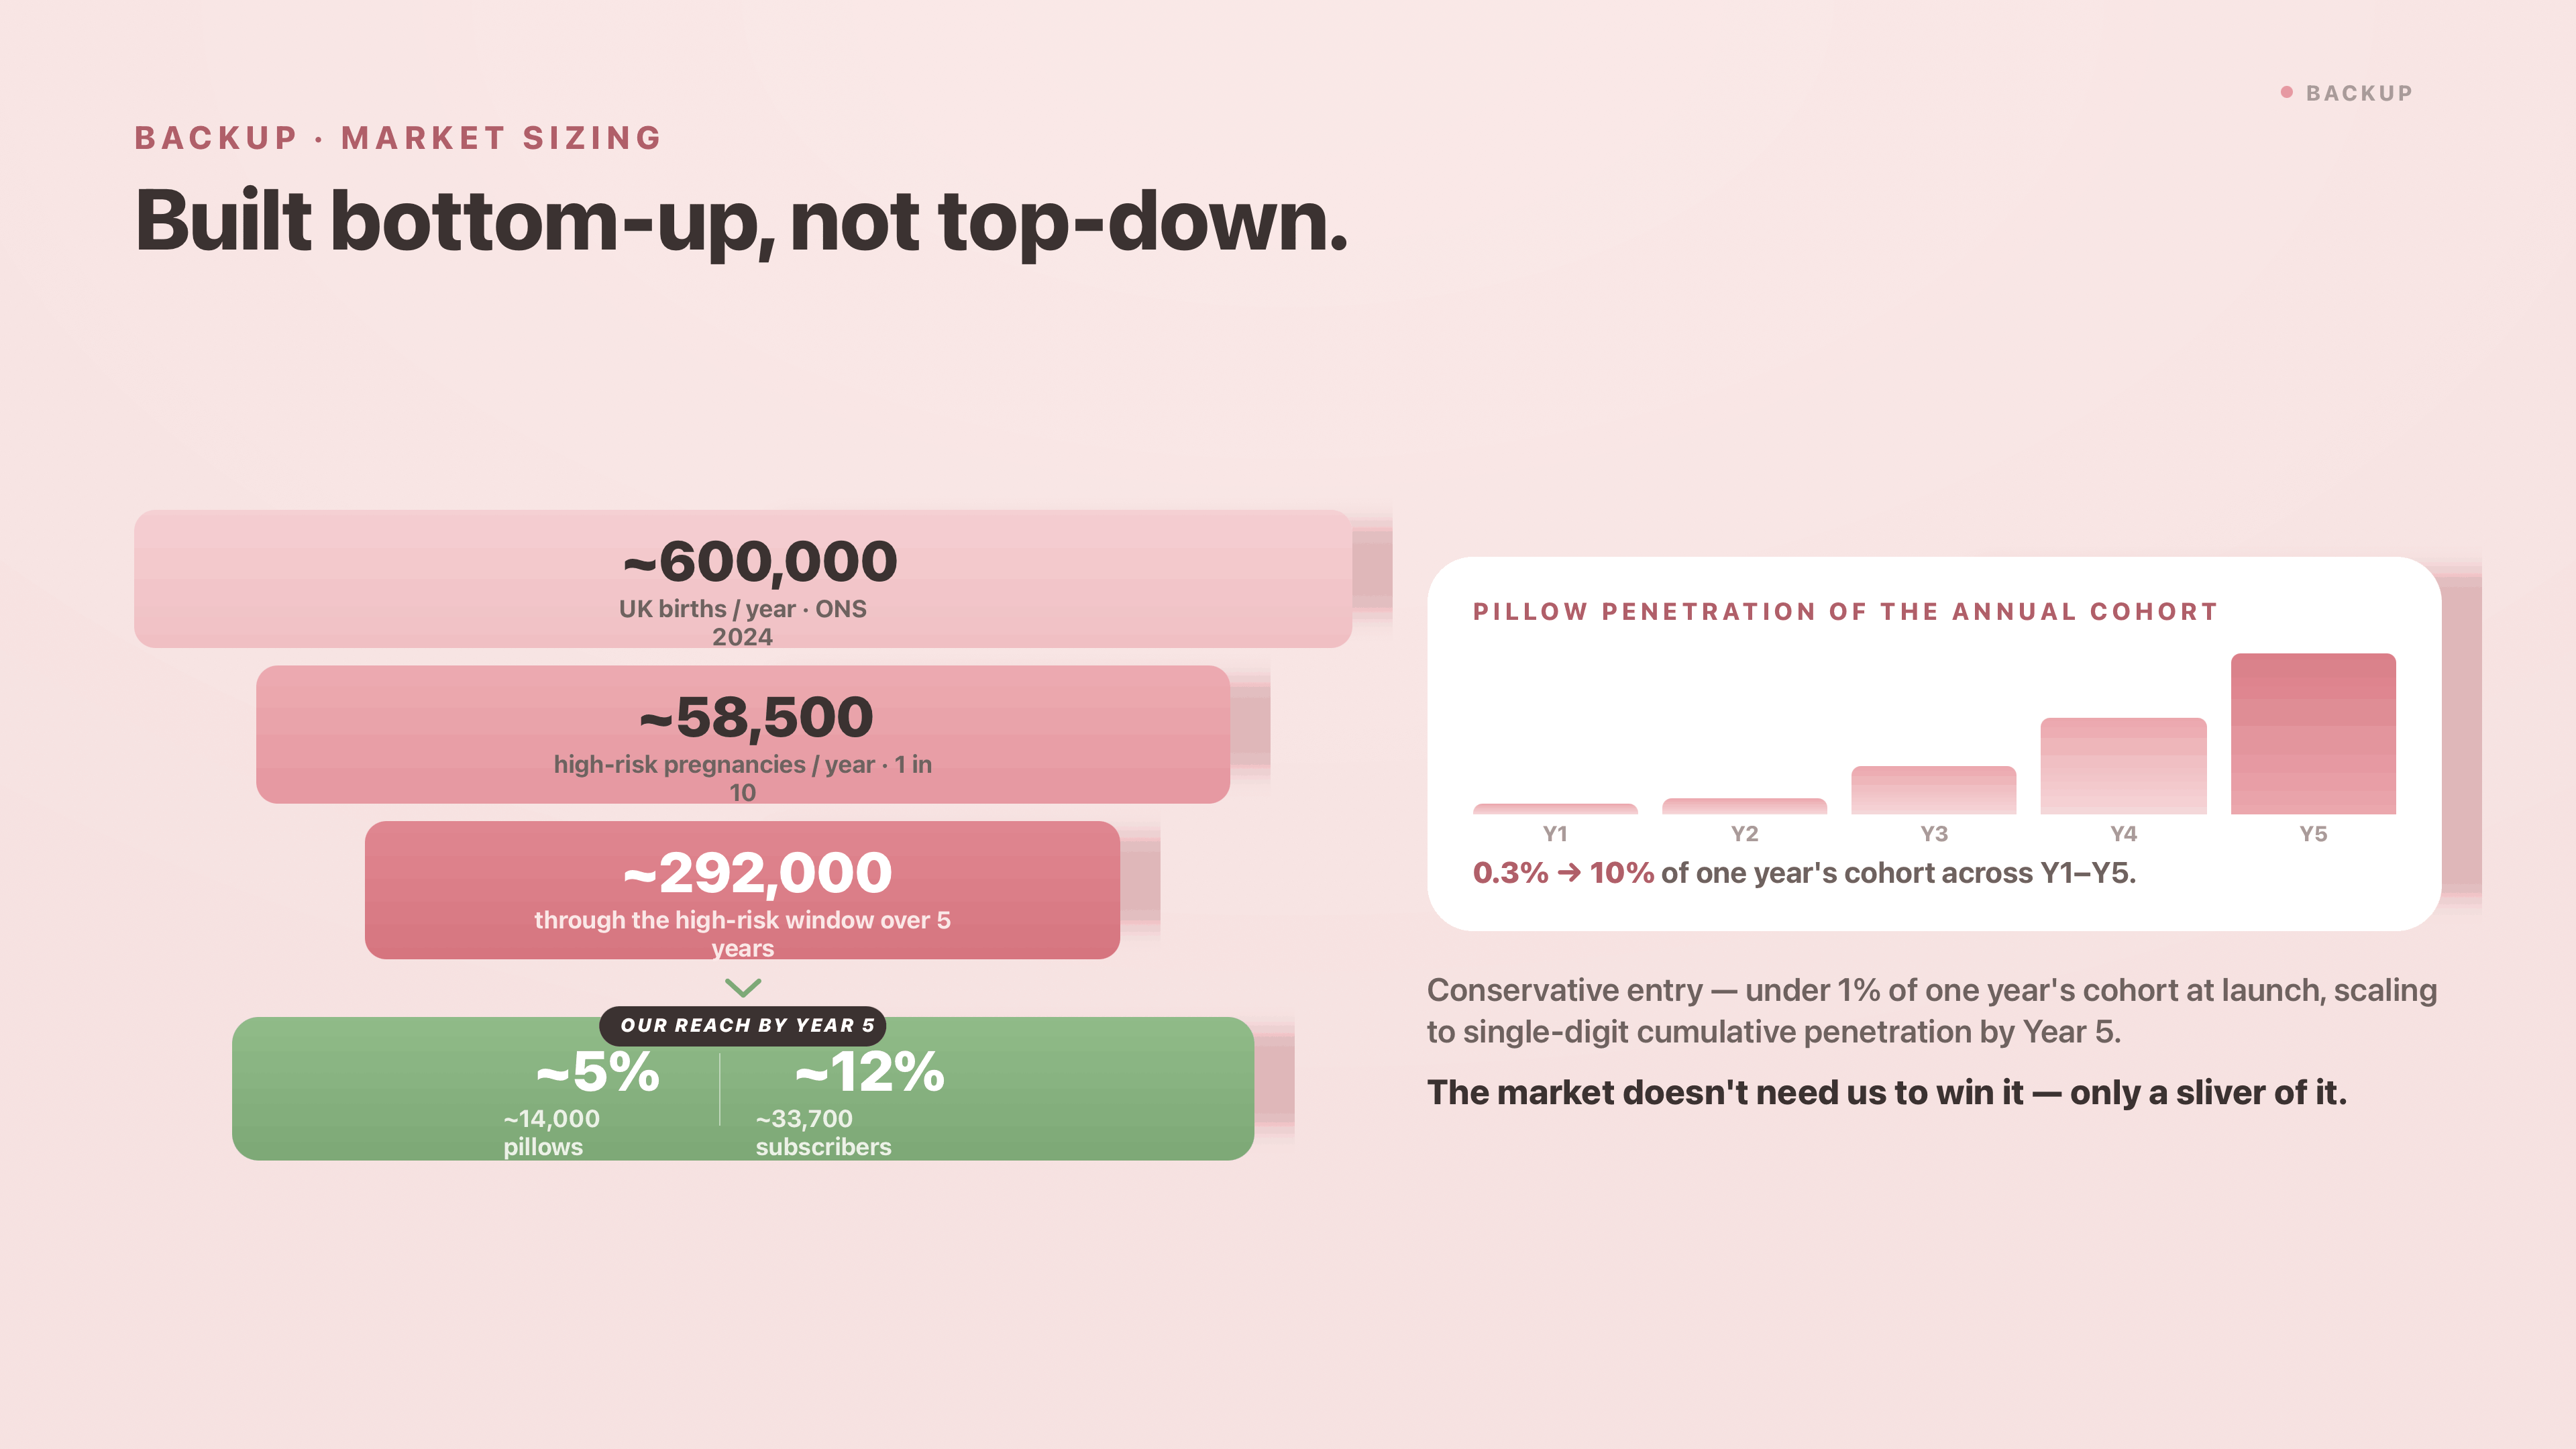 BACKUP
BACKUP · MARKET SIZING
Built bottom-up, not top-down.
~600,000
UK births / year · ONS
2024
~58,500
high-risk pregnancies / year · 1 in
10
~292,000
through the high-risk window over 5
years
OUR REACH BY YEAR 5
~5%
~14,000
pillows
~12%
~33,700
subscribers
PILLOW PENETRATION OF THE ANNUAL COHORT
Y1 Y2 Y3 Y4 Y5
0.3% → 10% of one year's cohort across Y1–Y5.
Conservative entry — under 1% of one year's cohort at launch, scaling
to single-digit cumulative penetration by Year 5.
The market doesn't need us to win it — only a sliver of it.